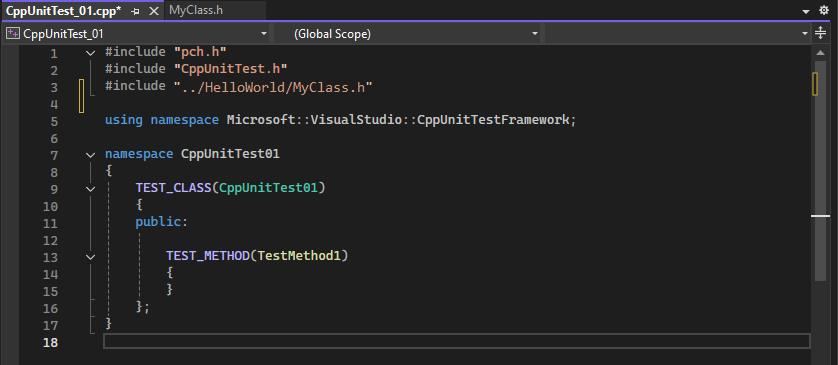 CppUnitTest_01.cpp* MyClass.h
CppUnitTest_01 (Global Scope)
1 #include "pch.h"
2 #include "CppUnitTest.h"
3 #include "../HelloWorld/MyClass.h"
4
5 using namespace Microsoft::VisualStudio::CppUnitTestFramework;
6
7 namespace CppUnitTest01
8 {
9 TEST_CLASS(CppUnitTest01)
10 {
11 public:
12
13 TEST_METHOD(TestMethod1)
14 {
15 }
16 };
17 }
18